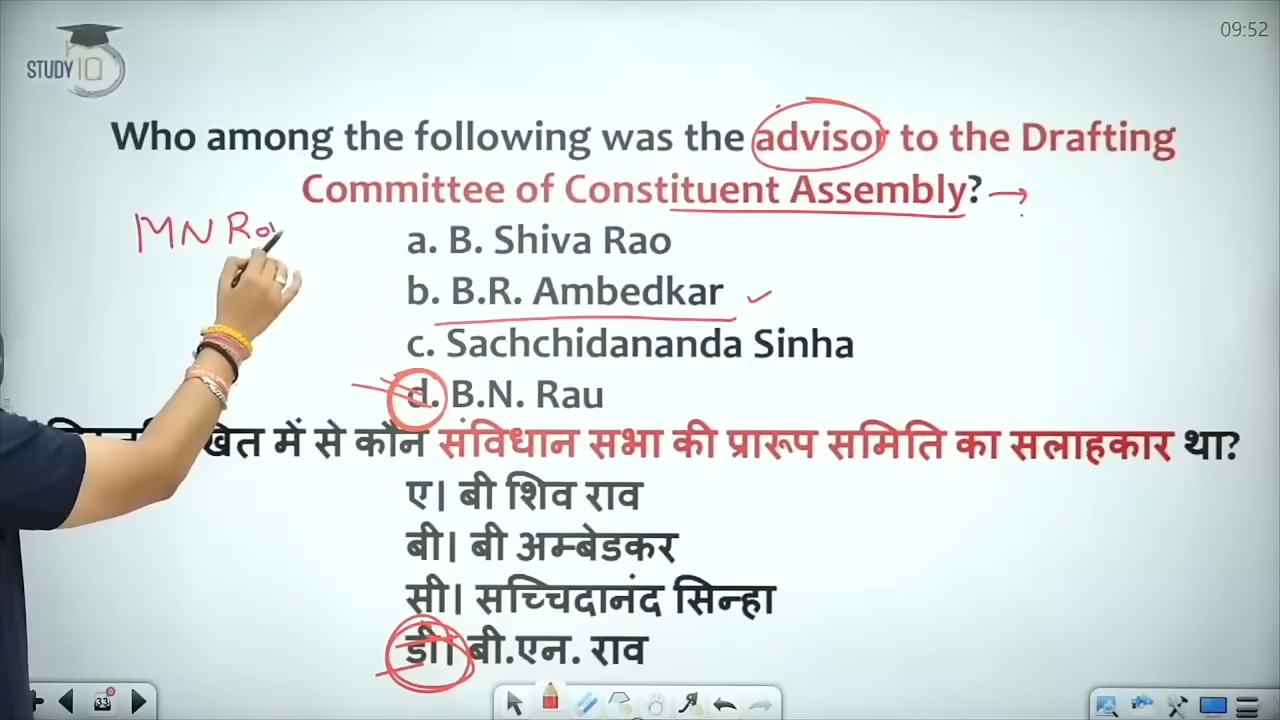 STUDY IQ
09:52
Who among the following was the advisor to the Drafting
Committee of Constituent Assembly?
MN Ro
a. B. Shiva Rao
b. B.R. Ambedkar
c. Sachchidananda Sinha
d. B.N. Rau
में से कौन संविधान सभा की प्रारूप समिति का सलाहकार था?
ए। बी शिव राव
बी। बी अम्बेडकर
सी। सच्चिदानंद सिन्हा
डी। बी.एन. राव
33